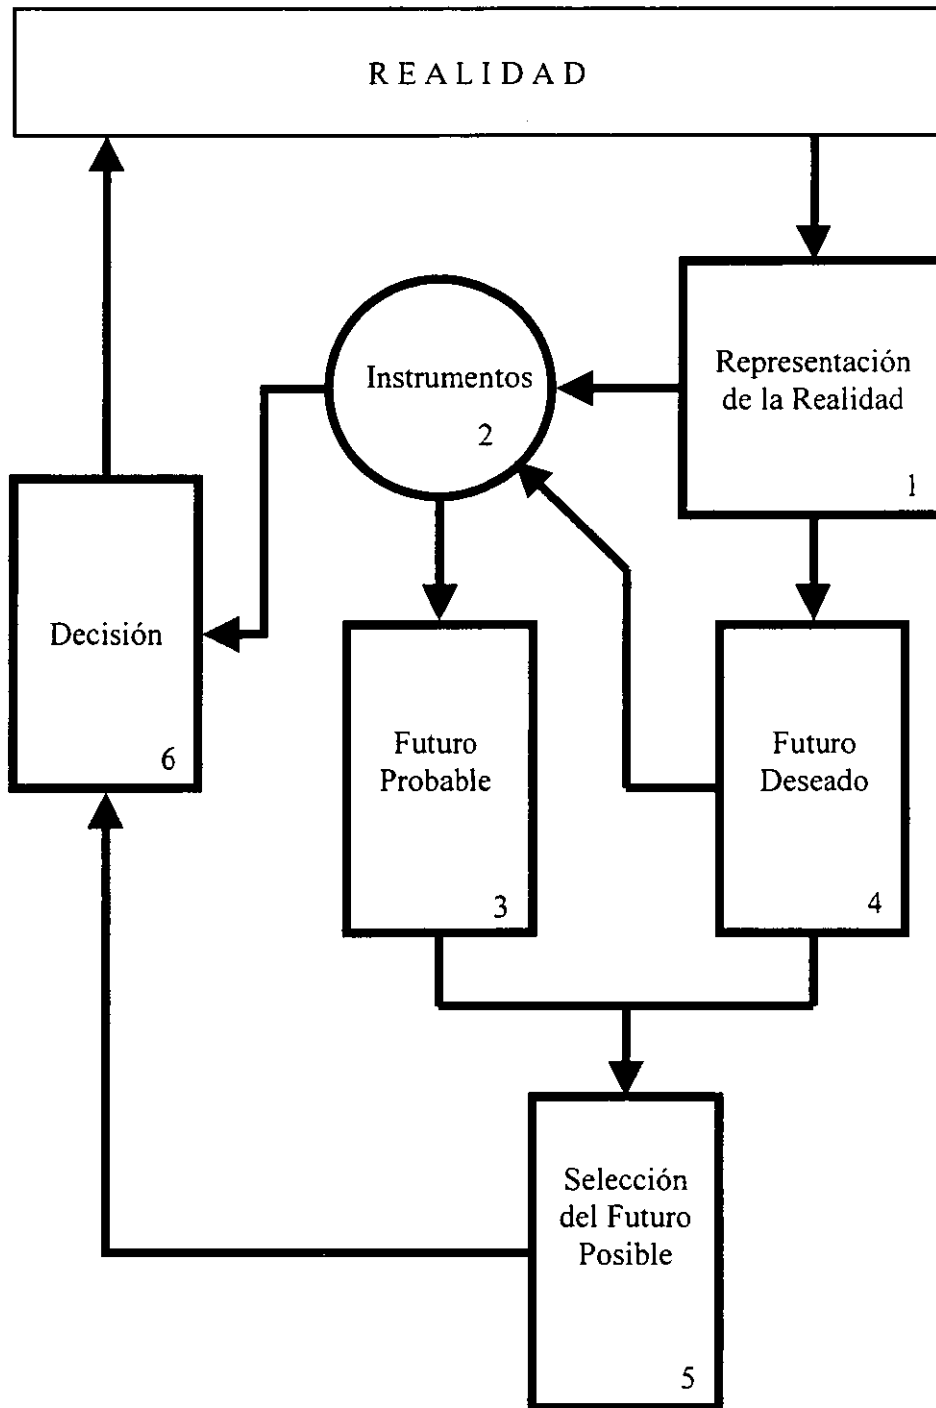 REALIDAD
Instrumentos
2
Representación
de la Realidad
1
Decisión
6
Futuro
Probable
3
Futuro
Deseado
4
Selección
del Futuro
Posible
5